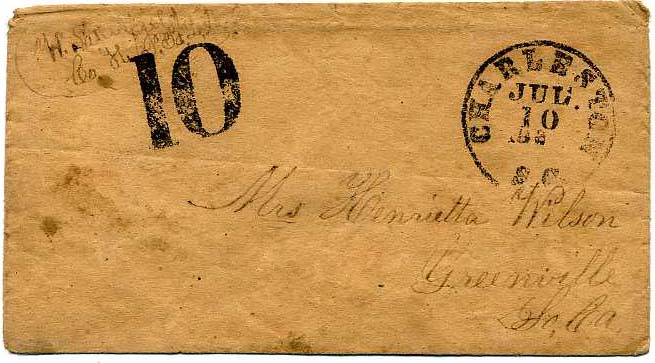 10
CHARLESTON
JUL.
10
S C
Mrs Henrietta Wilson
Greenville
So, Ca.